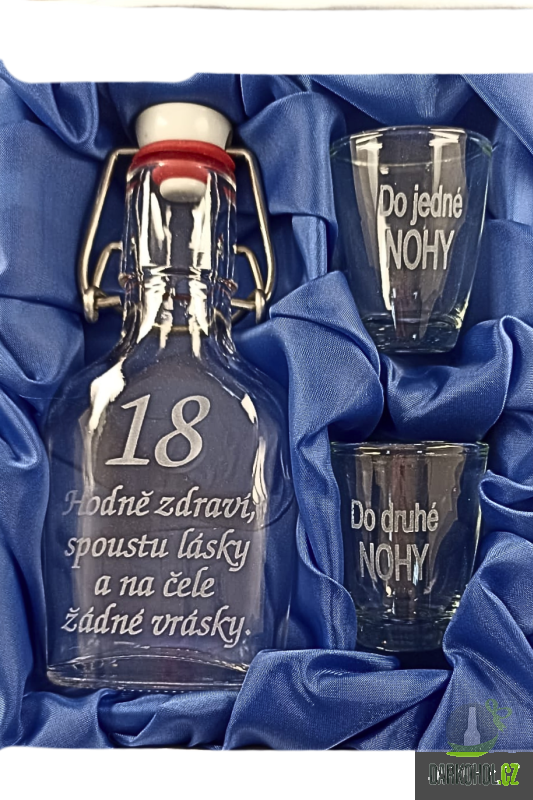 Do jedné
NOHY
18
Hodně zdraví,
spoustu lásky
a na čele
žádné vrásky.
Do druhé
NOHY
DARKOHOL.CZ